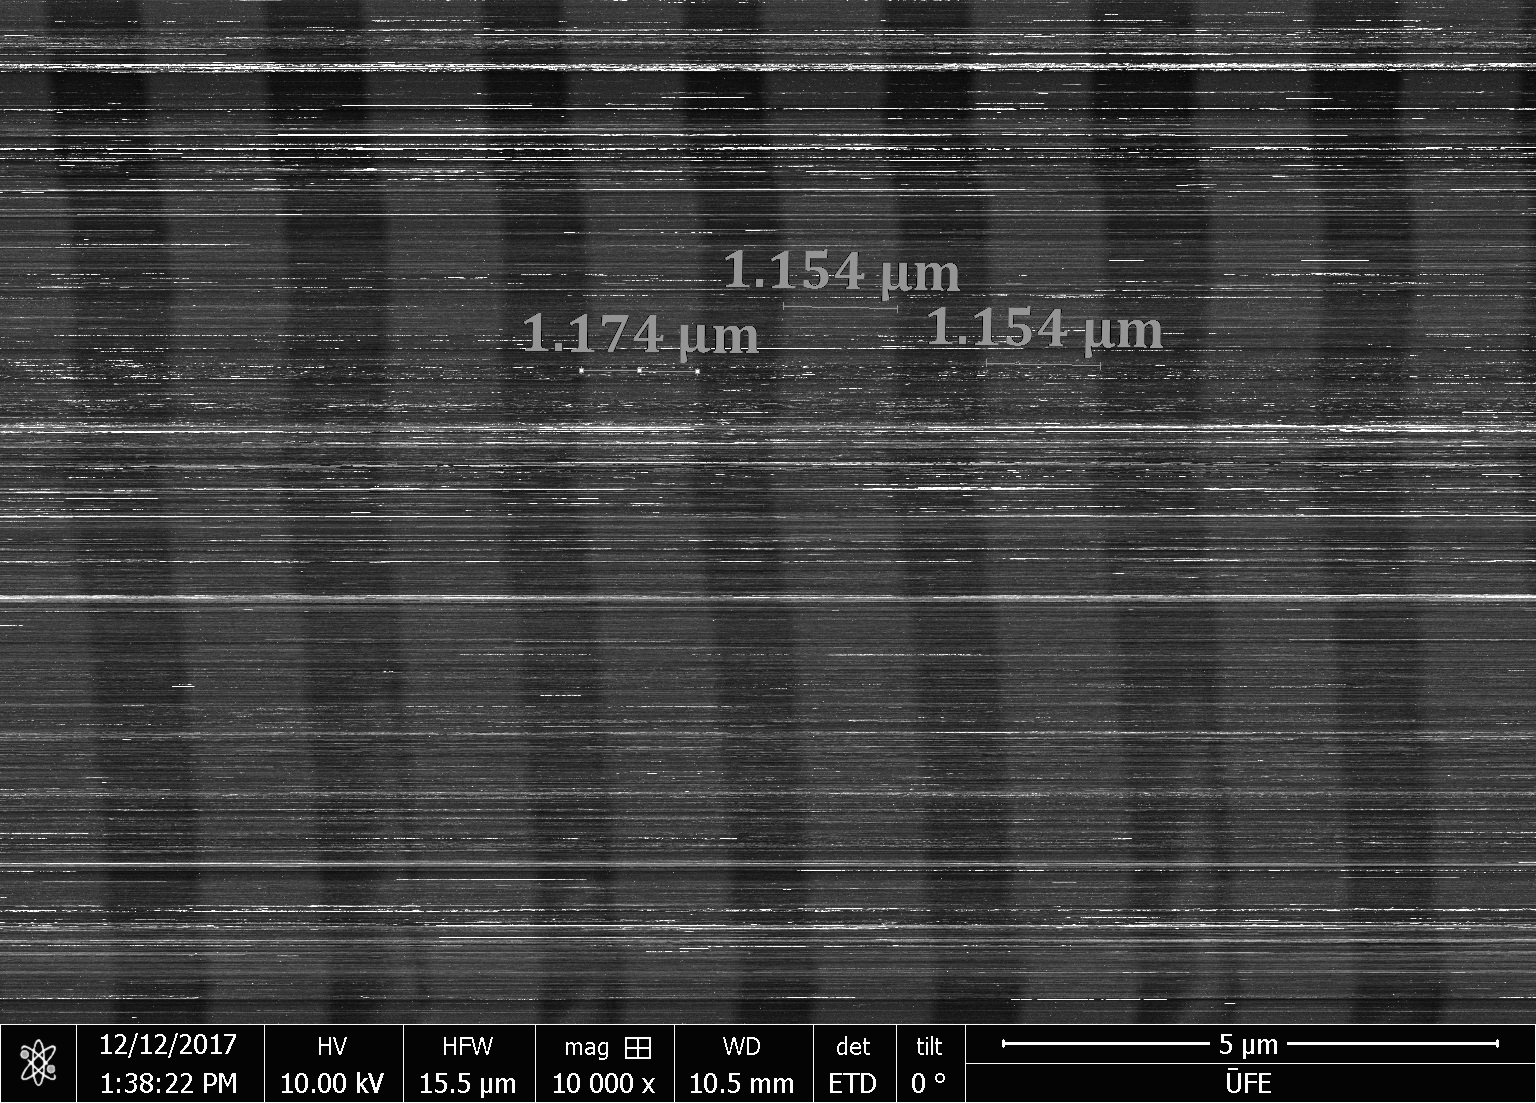 1.154 μm
1.174 μm
1.154 μm
12/12/2017
1:38:22 PM
HV
10.00 kV
HFW
15.5 μm
mag
10 000 x
WD
10.5 mm
det
ETD
tilt
0 °
5 μm
ŪFE